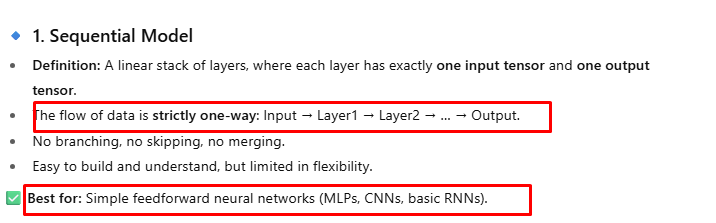 1. Sequential Model
Definition: A linear stack of layers, where each layer has exactly one input tensor and one output
tensor.
The flow of data is strictly one-way: Input → Layer1 → Layer2 → ... → Output.
No branching, no skipping, no merging.
Easy to build and understand, but limited in flexibility.
Best for: Simple feedforward neural networks (MLPs, CNNs, basic RNNs).